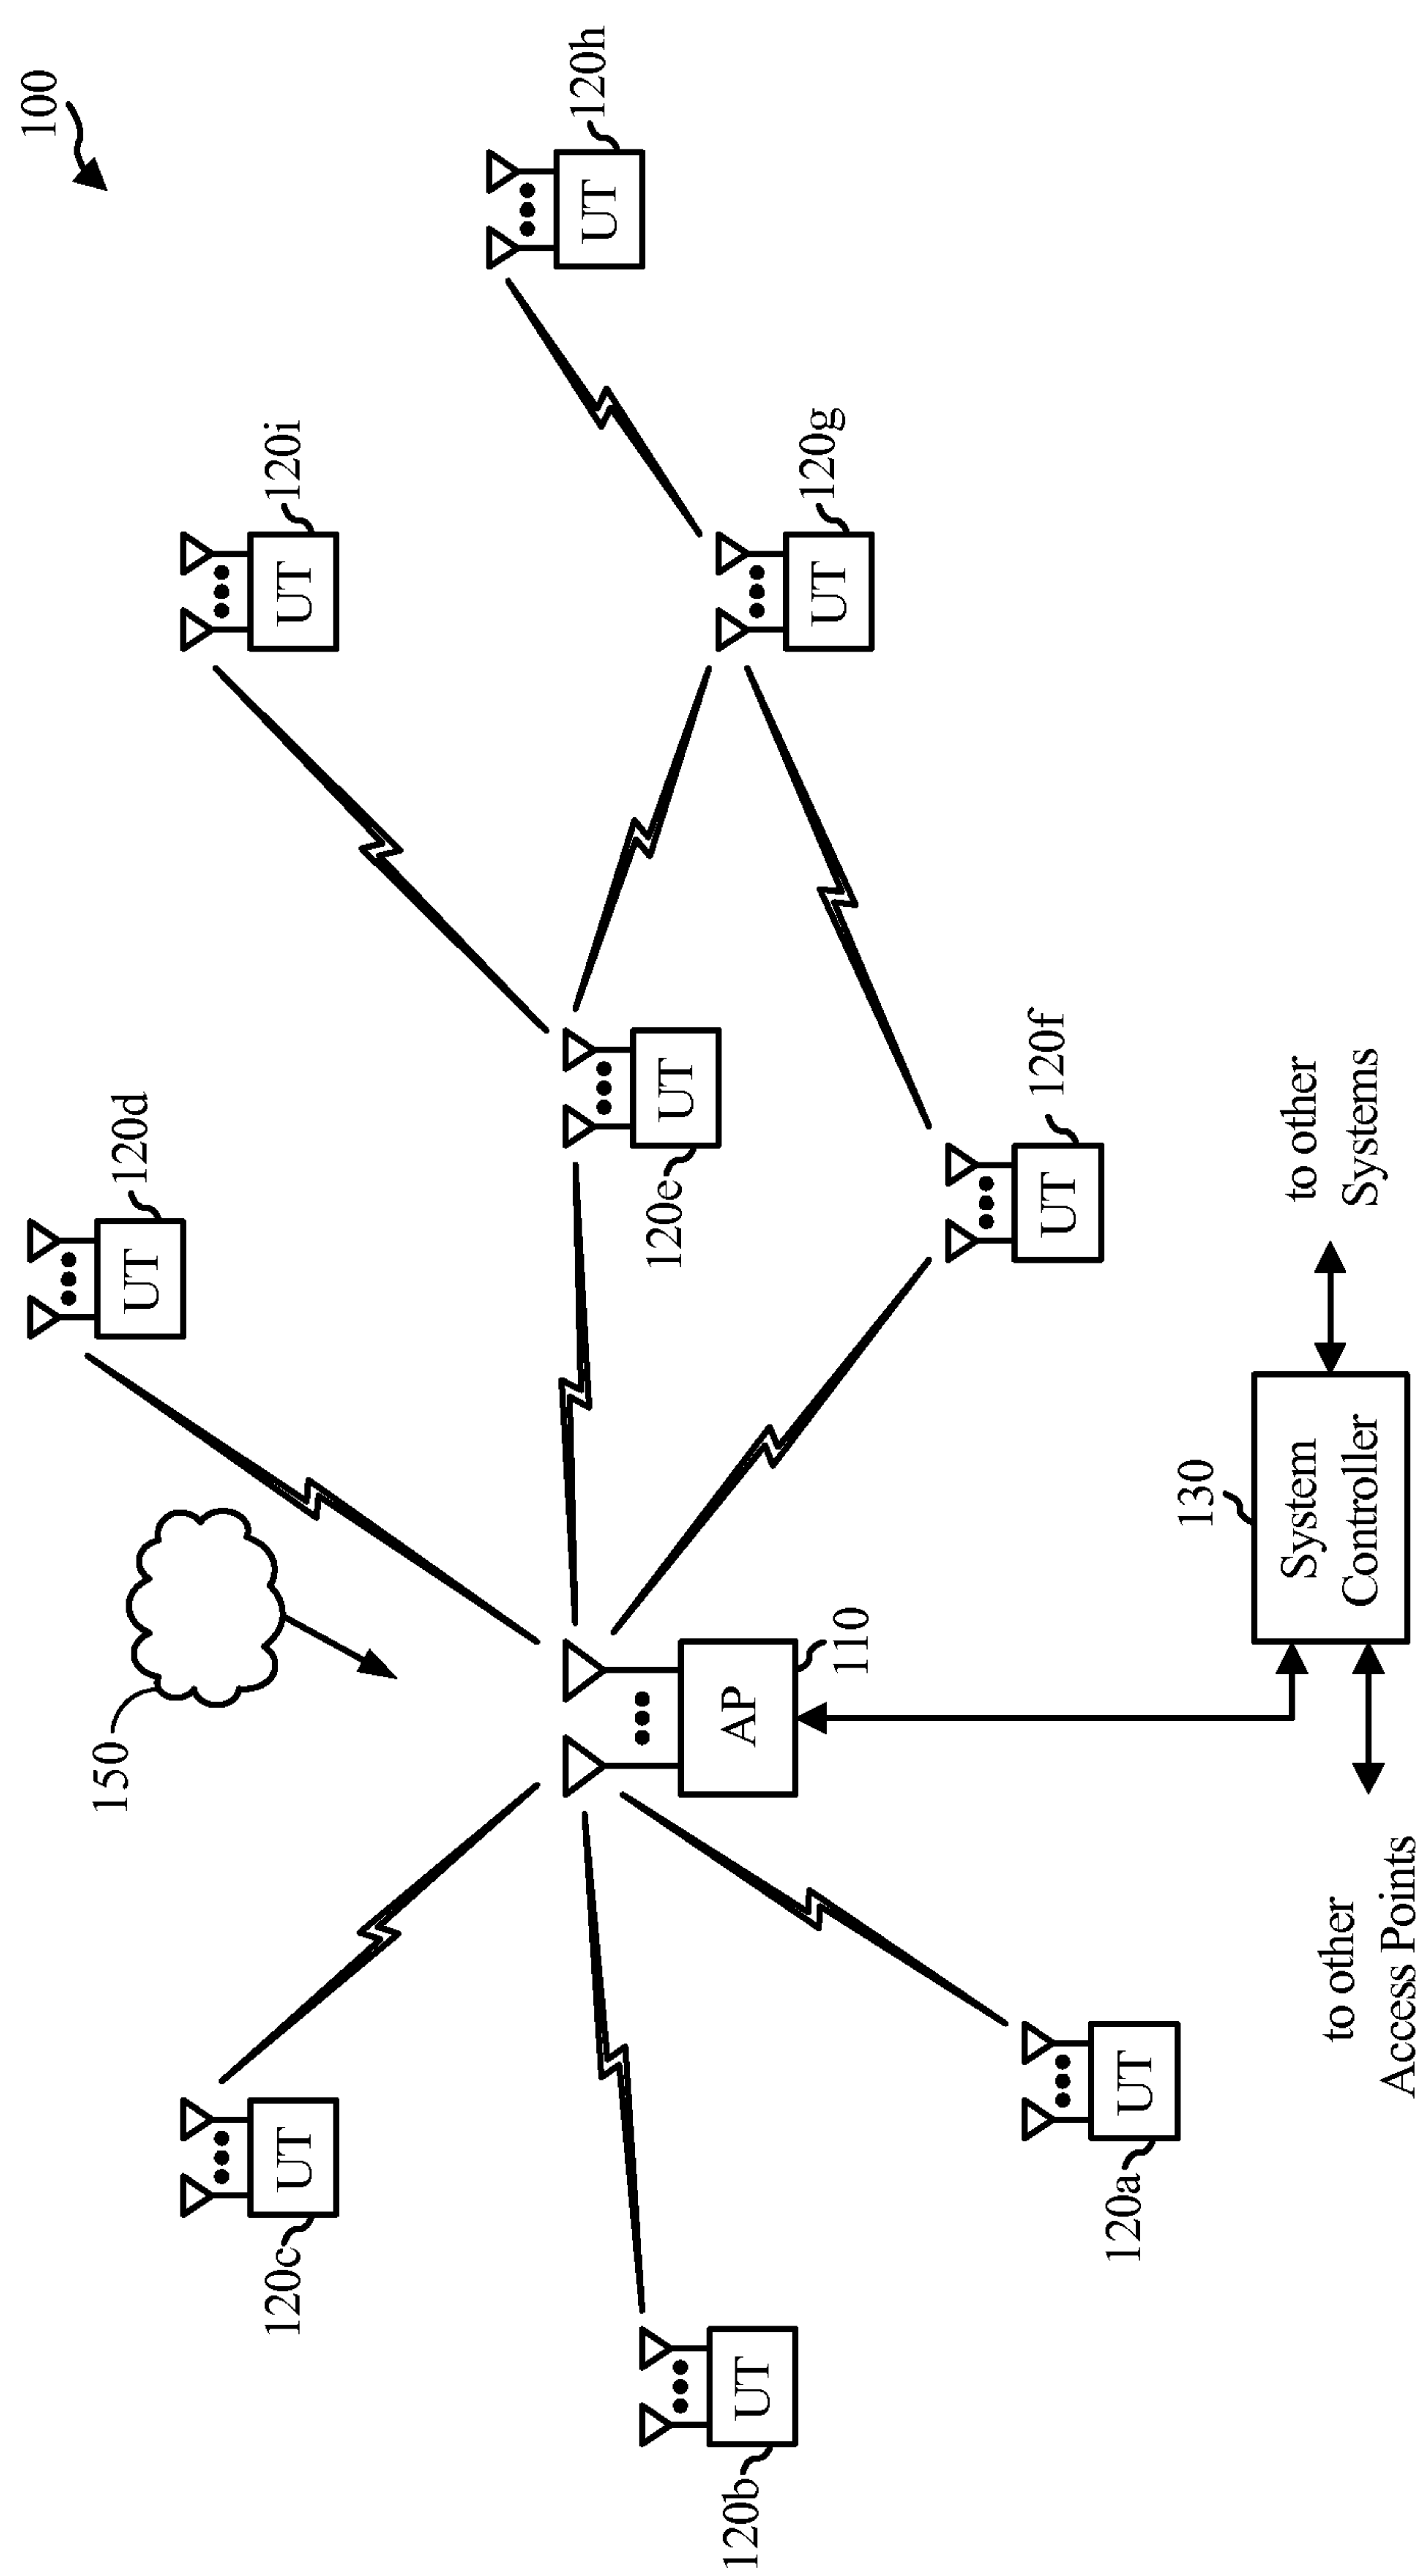 100
120d
UT
120i
UT
150
120c
UT
120h
UT
120e
UT
AP
110
120g
UT
120b
UT
120f
UT
120a
UT
130
System
Controller
to other
Systems
to other
Access Points